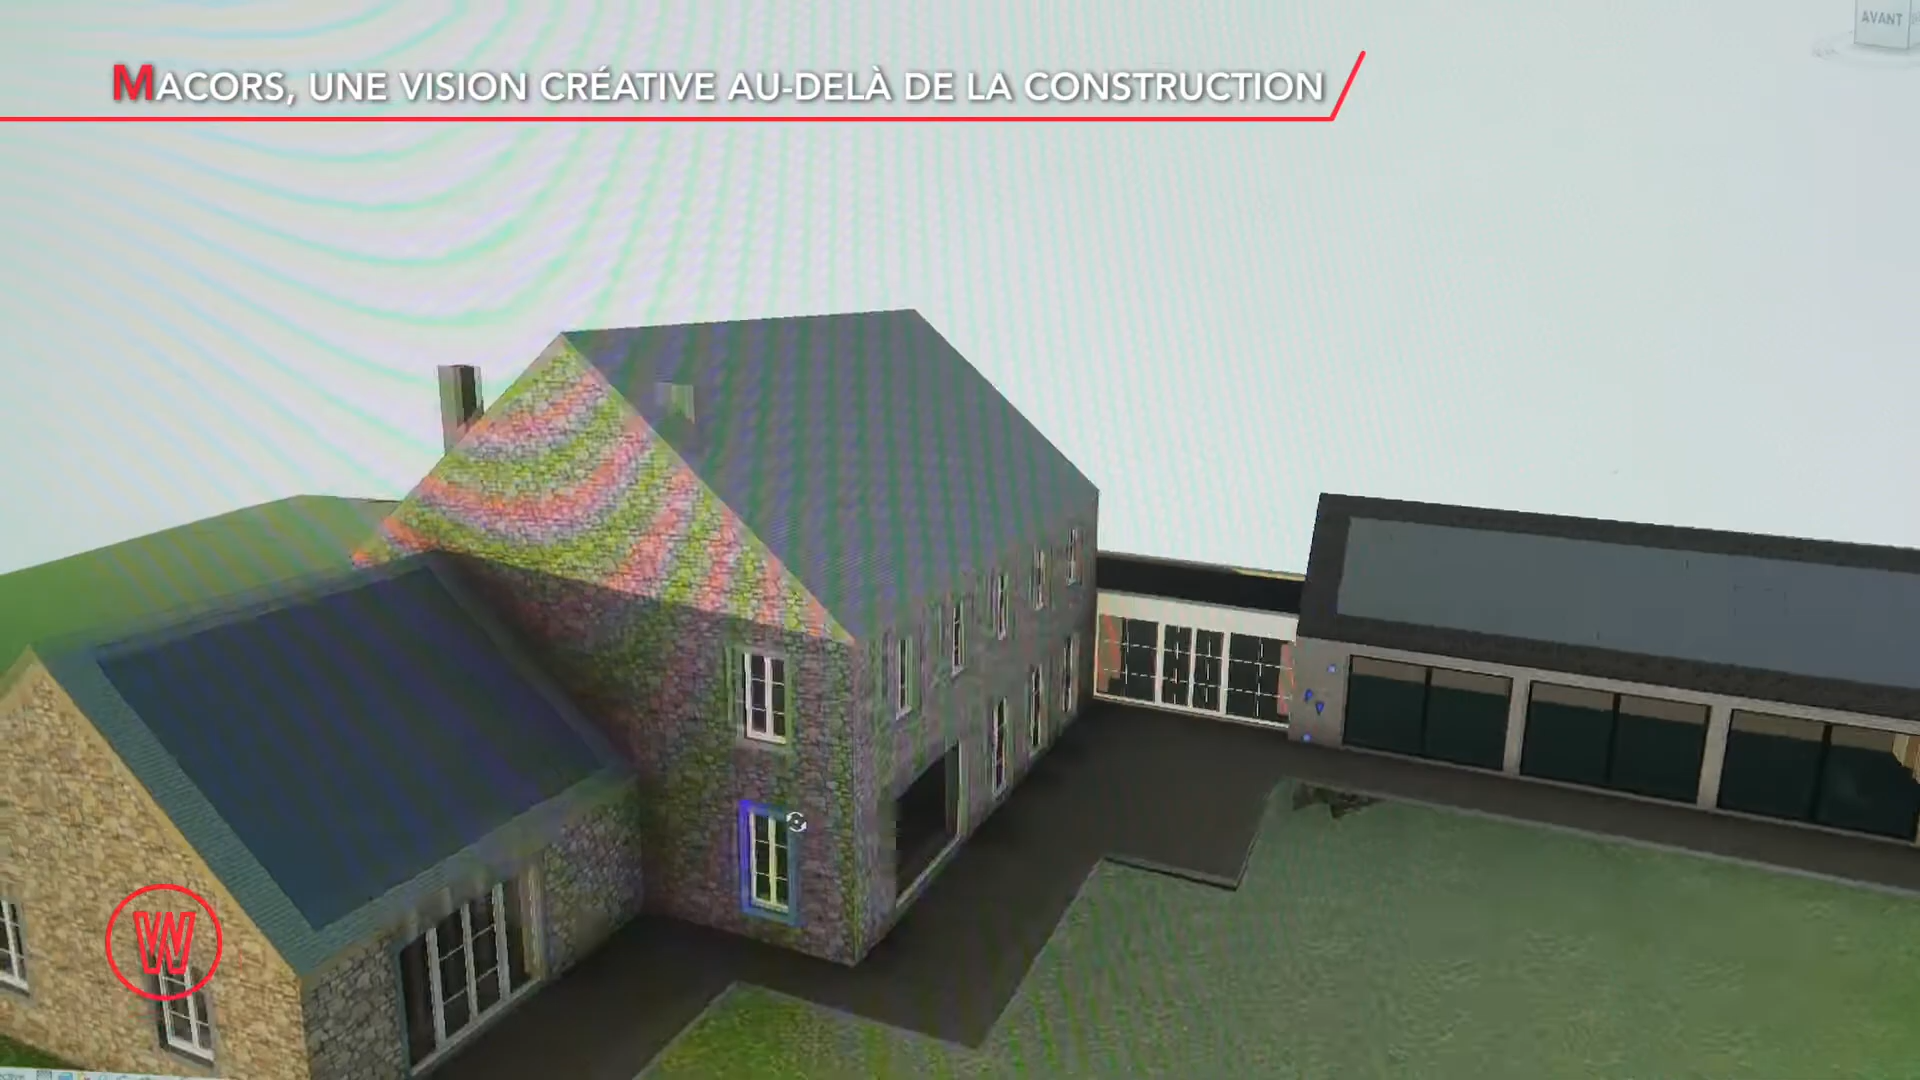 MACORS, UNE VISION CRÉATIVE AU-DELÀ DE LA CONSTRUCTION
AVANT
W